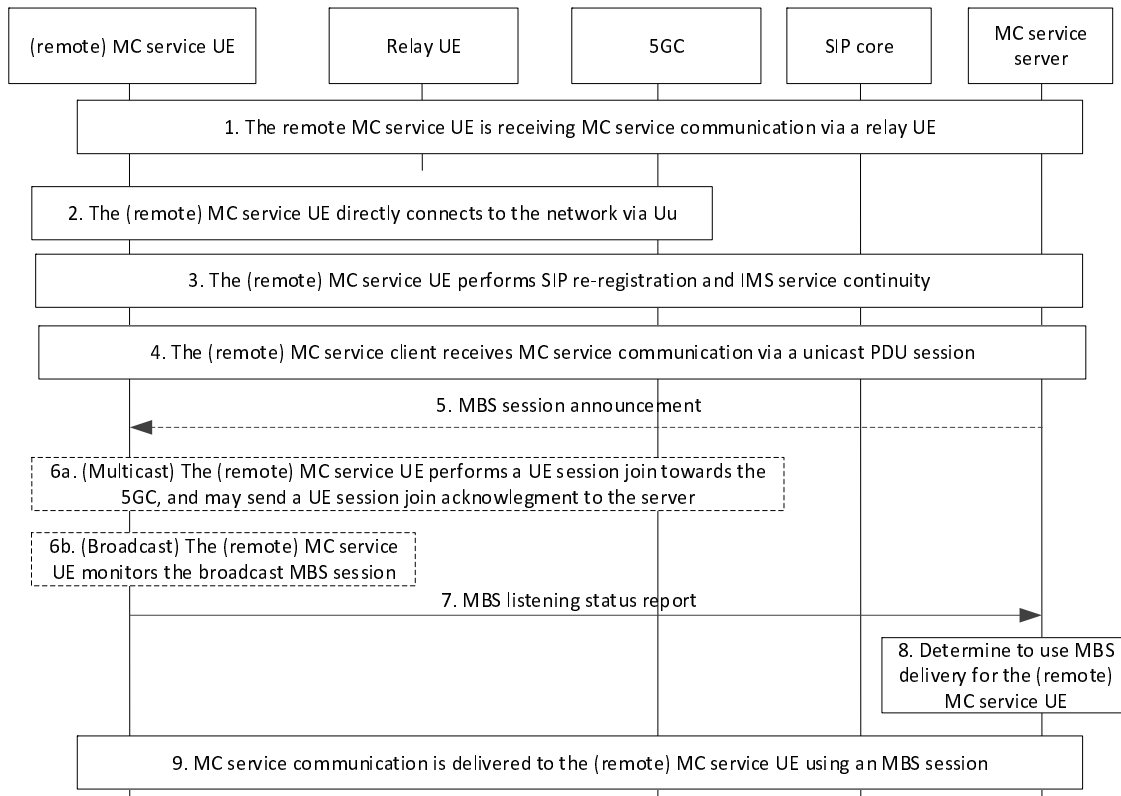 (remote) MC service UE
Relay UE
5GC
SIP core
MC service
server
1. The remote MC service UE is receiving MC service communication via a relay UE
2. The (remote) MC service UE directly connects to the network via Uu
3. The (remote) MC service UE performs SIP re-registration and IMS service continuity
4. The (remote) MC service client receives MC service communication via a unicast PDU session
5. MBS session announcement
6a. (Multicast) The (remote) MC service UE performs a UE session join towards the
5GC, and may send a UE session join acknowlegment to the server
6b. (Broadcast) The (remote) MC service
UE monitors the broadcast MBS session
7. MBS listening status report
8. Determine to use MBS
delivery for the (remote)
MC service UE
9. MC service communication is delivered to the (remote) MC service UE using an MBS session